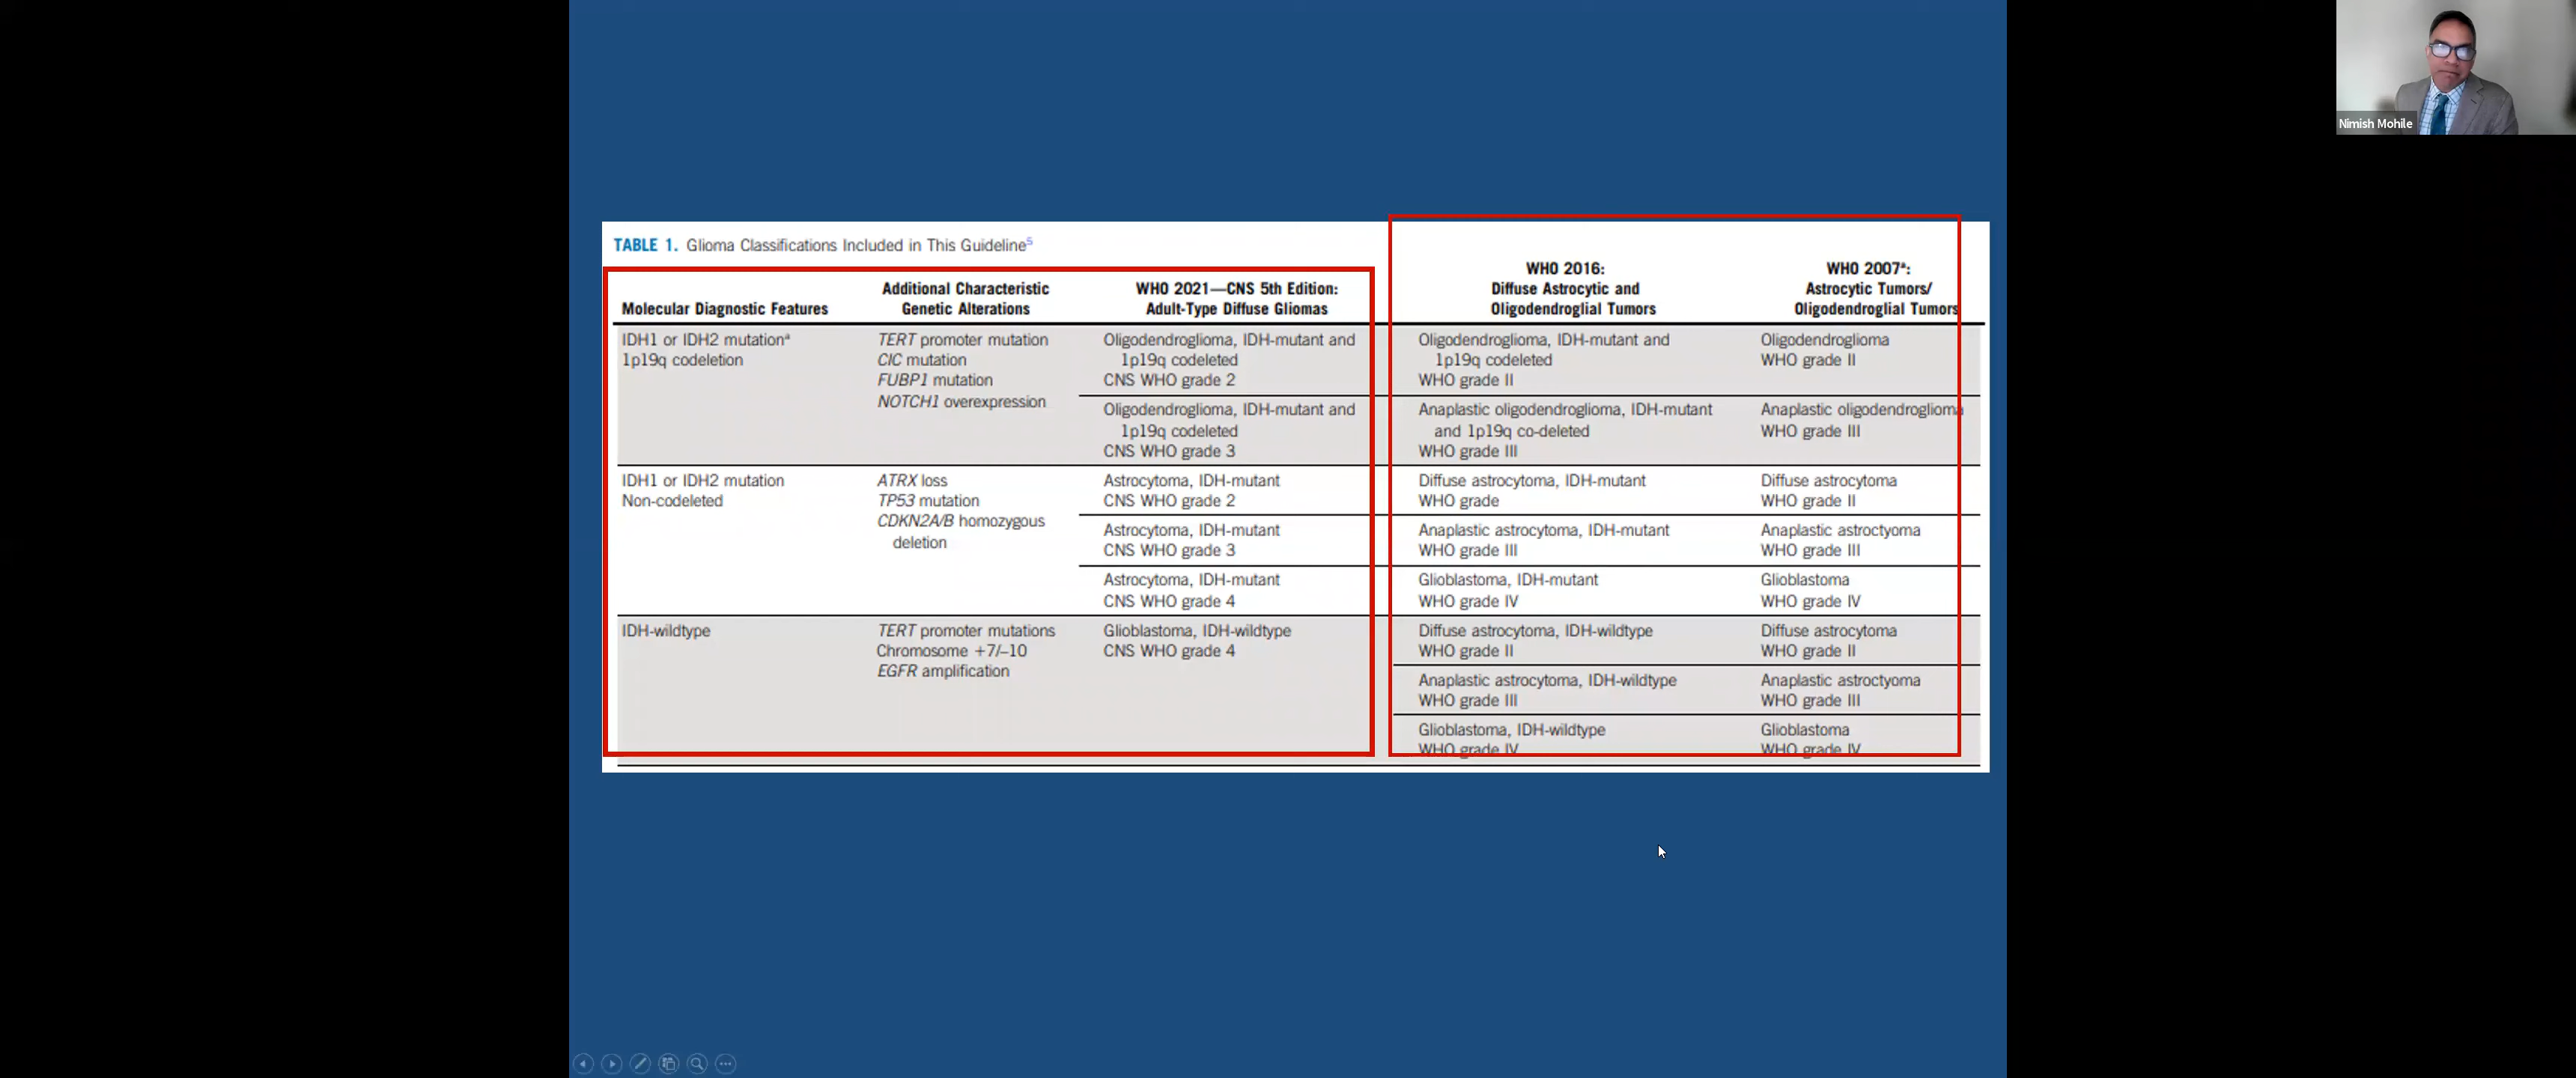 Nimish Mohile
TABLE 1. Glioma Classifications Included in This Guideline5
Molecular Diagnostic Features
Additional Characteristic
Genetic Alterations
WHO 2021—CNS 5th Edition:
Adult-Type Diffuse Gliomas
WHO 2016:
Diffuse Astrocytic and
Oligodendroglial Tumors
WHO 2007a:
Astrocytic Tumors/
Oligodendroglial Tumors
IDH1 or IDH2 mutationa
1p19q codeletion
TERT promoter mutation
CIC mutation
FUBP1 mutation
NOTCH1 overexpression
Oligodendroglioma, IDH-mutant and
1p19q codeleted
CNS WHO grade 2
Oligodendroglioma, IDH-mutant and
1p19q codeleted
WHO grade II
Oligodendroglioma
WHO grade II
Oligodendroglioma, IDH-mutant and
1p19q codeleted
CNS WHO grade 3
Anaplastic oligodendroglioma, IDH-mutant
and 1p19q co-deleted
WHO grade III
Anaplastic oligodendroglioma
WHO grade III
IDH1 or IDH2 mutation
Non-codeleted
ATRX loss
TP53 mutation
CDKN2A/B homozygous
deletion
Astrocytoma, IDH-mutant
CNS WHO grade 2
Diffuse astrocytoma, IDH-mutant
WHO grade
Diffuse astrocytoma
WHO grade II
Astrocytoma, IDH-mutant
CNS WHO grade 3
Anaplastic astrocytoma, IDH-mutant
WHO grade III
Anaplastic astroctyoma
WHO grade III
Astrocytoma, IDH-mutant
CNS WHO grade 4
Glioblastoma, IDH-mutant
WHO grade IV
Glioblastoma
WHO grade IV
IDH-wildtype
TERT promoter mutations
Chromosome +7/–10
EGFR amplification
Glioblastoma, IDH-wildtype
CNS WHO grade 4
Diffuse astrocytoma, IDH-wildtype
WHO grade II
Diffuse astrocytoma
WHO grade II
Anaplastic astrocytoma, IDH-wildtype
WHO grade III
Anaplastic astroctyoma
WHO grade III
Glioblastoma, IDH-wildtype
WHO grade IV
Glioblastoma
WHO grade IV